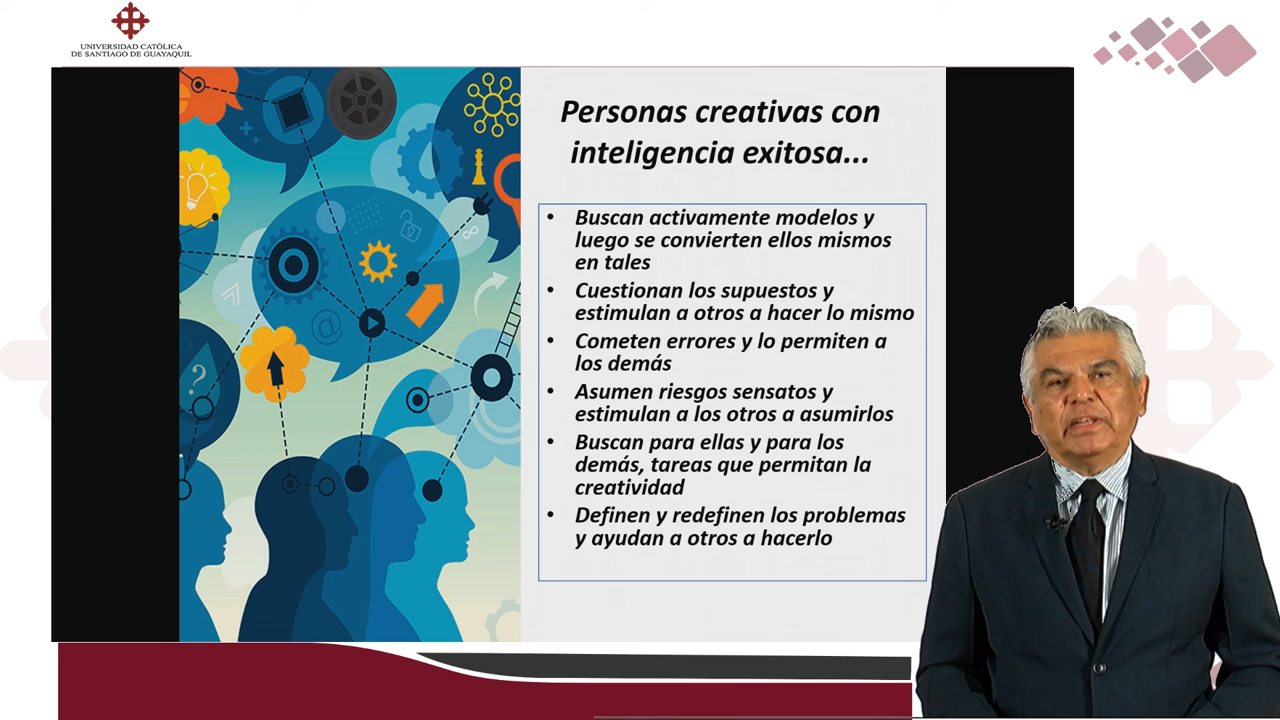 UNIVERSIDAD CATÓLICA
DE SANTIAGO DE GUAYAQUIL
Personas creativas con
inteligencia exitosa...
• Buscan activamente modelos y
luego se convierten ellos mismos
en tales
• Cuestionan los supuestos y
estimulan a otros a hacer lo mismo
• Cometen errores y lo permiten a
los demás
• Asumen riesgos sensatos y
estimulan a los otros a asumirlos
• Buscan para ellas y para los
demás, tareas que permitan la
creatividad
• Definen y redefinen los problemas
y ayudan a otros a hacerlo